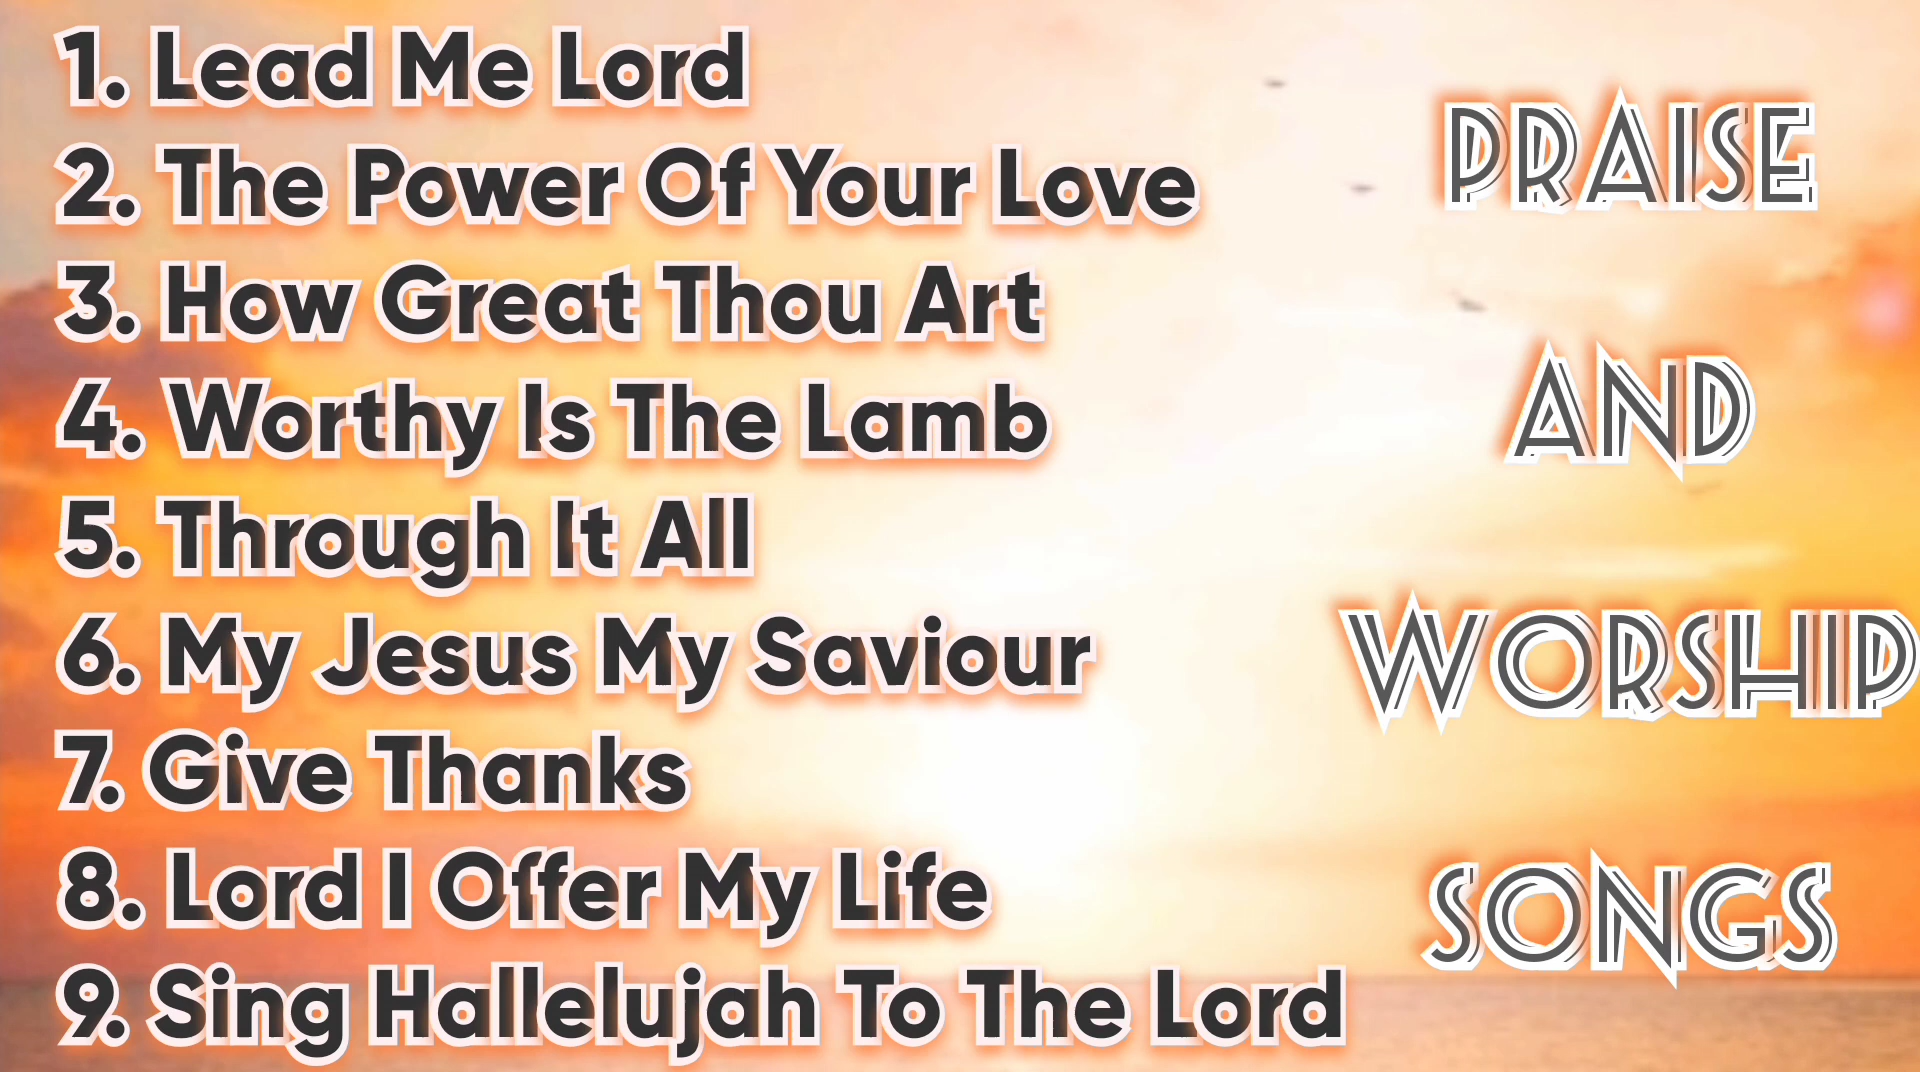 1. Lead Me Lord
2. The Power Of Your Love
3. How Great Thou Art
4. Worthy Is The Lamb
5. Through It All
6. My Jesus My Saviour
7. Give Thanks
8. Lord I Offer My Life
9. Sing Hallelujah To The Lord
PRAISE
AND
WORSHIP
SONGS